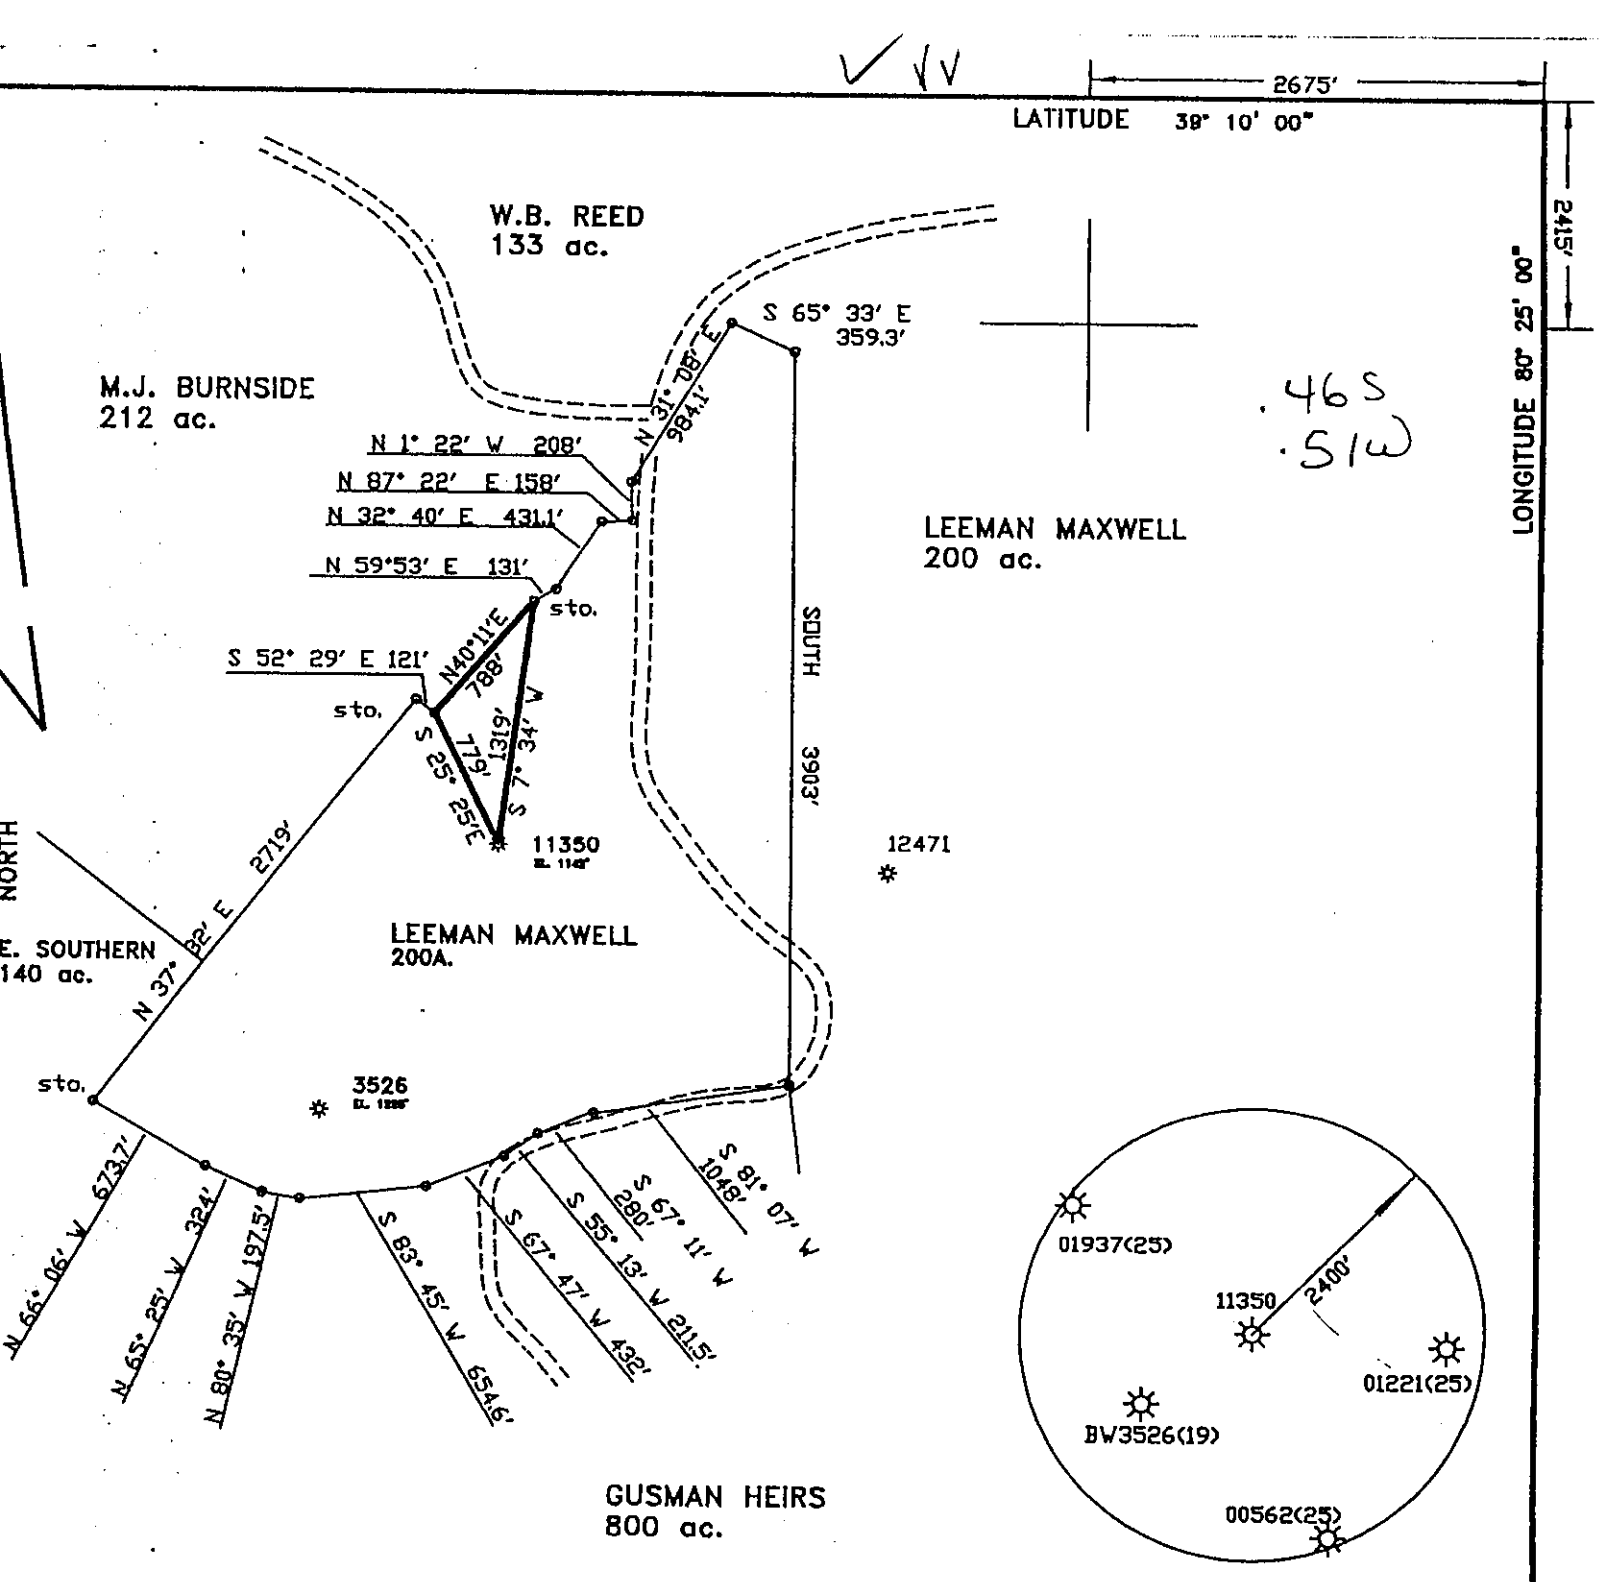 2675'
LATITUDE 38° 10' 00"
2415'
LONGITUDE 80° 25' 00"
W.B. REED
133 ac.
S 65° 33' E
359.3'
N 31° 08' E
984.1'
M.J. BURNSIDE
212 ac.
.46 S
.51 W
N 1° 22' W 208'
N 87° 22' E 158'
N 32° 40' E 431.1'
LEEMAN MAXWELL
200 ac.
N 59°53' E 131'
sto.
N40°11'E
788'
S 52° 29' E 121'
sto.
SOUTH 3903'
1319'
S 7° 34' W
779'
S 25° 25'E
11350
12471
NORTH
N 37° 32' E 2719'
LEEMAN MAXWELL
200A.
E. SOUTHERN
140 ac.
sto.
3526
N 66° 06' W 673.7'
N 65° 25' W 324'
N 80° 35' W 197.5'
S 83° 45' W 654.6'
S 67° 47' W 432'
S 55° 13' W 211.5'
S 67° 11' W
280'
S 81° 07' W
1048'
01937(25)
11350
2400'
01221(25)
BW3526(19)
00562(25)
GUSMAN HEIRS
800 ac.